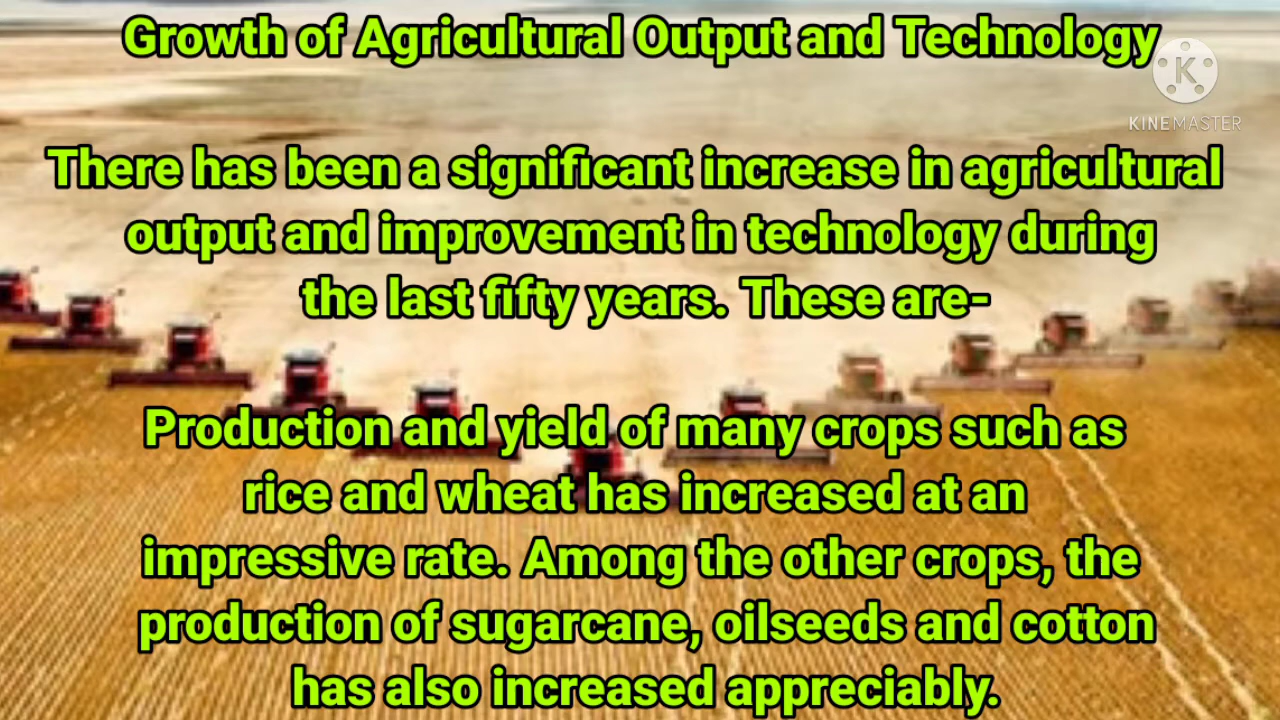 Growth of Agricultural Output and Technology
K
KINEMASTER
There has been a significant increase in agricultural
output and improvement in technology during
the last fifty years. These are-
Production and yield of many crops such as
rice and wheat has increased at an
impressive rate. Among the other crops, the
production of sugarcane, oilseeds and cotton
has also increased appreciably.